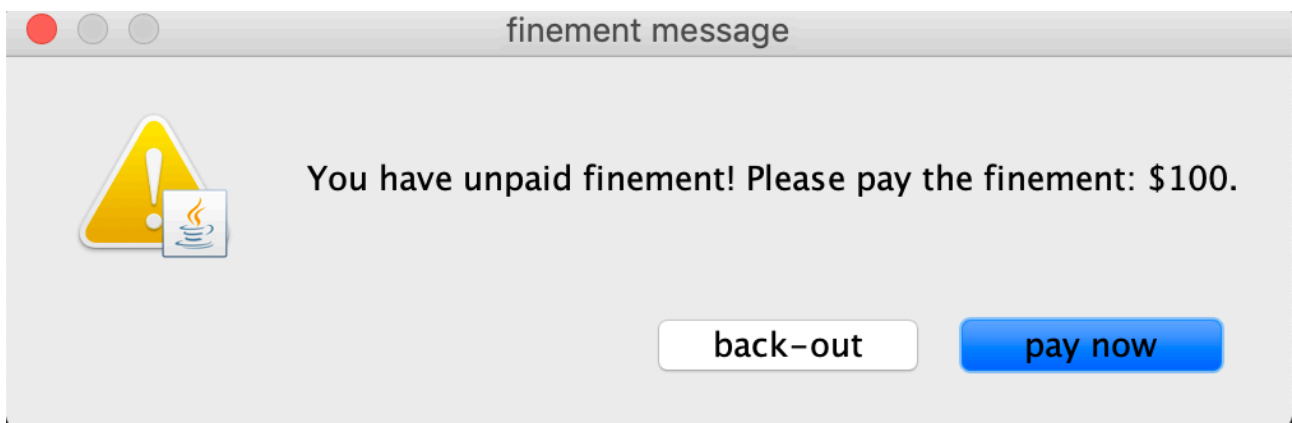 finement message
You have unpaid finement! Please pay the finement: $100.
back-out
pay now